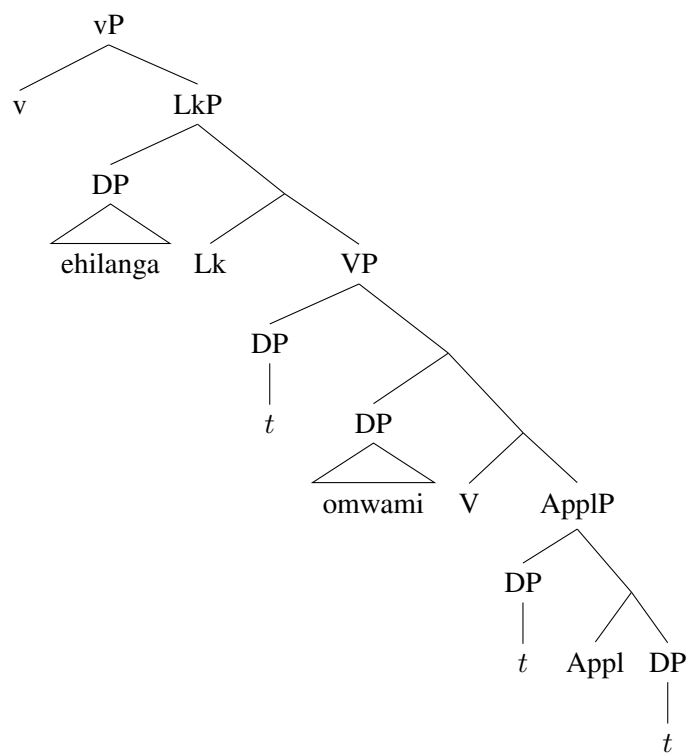 vP
v LkP
DP
ehilanga Lk VP
DP
t DP
omwami V ApplP
DP
t Appl DP
t